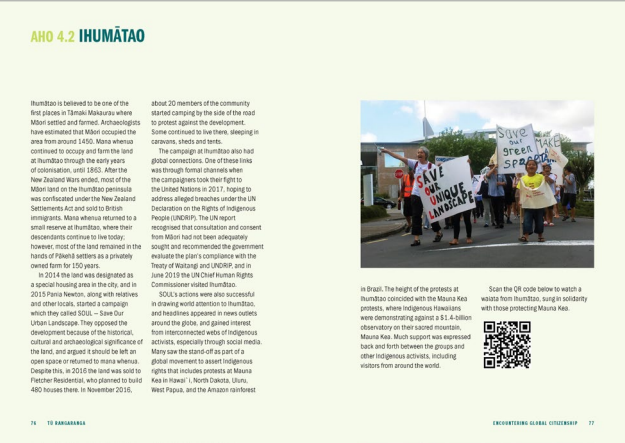 AHO 4.2 IHUMĀTAO
Ihumātao is believed to be one of the
first places in Tāmaki Makaurau where
Māori settled and farmed. Archaeologists
have estimated that Māori occupied the
area from around 1450. Mana whenua
continued to occupy and farm the land
at Ihumātao through the early years
of colonisation, until 1863. After the
New Zealand Wars ended, most of the
Māori land on the Ihumātao peninsula
was confiscated under the New Zealand
Settlements Act and sold to British
immigrants. Mana whenua returned to a
small reserve at Ihumātao, where their
descendants continue to live today;
however, most of the land remained in the
hands of Pākehā settlers as a privately
owned farm for 150 years.
In 2014 the land was designated as
a special housing area in the city, and in
2015 Pania Newton, along with relatives
and other locals, started a campaign
which they called SOUL — Save Our
Urban Landscape. They opposed the
development because of the historical,
cultural and archaeological significance of
the land, and argued it should be left an
open space or returned to mana whenua.
Despite this, in 2016 the land was sold to
Fletcher Residential, who planned to build
480 houses there. In November 2016,
about 20 members of the community
started camping by the side of the road
to protest against the development.
Some continued to live there, sleeping in
caravans, sheds and tents.
The campaign at Ihumātao also had
global connections. One of these links
was through formal channels when
the campaigners took their fight to
the United Nations in 2017, hoping to
address alleged breaches under the UN
Declaration on the Rights of Indigenous
People (UNDRIP). The UN report
recognised that consultation and consent
from Māori had not been adequately
sought and recommended the government
evaluate the plan's compliance with the
Treaty of Waitangi and UNDRIP, and in
June 2019 the UN Chief Human Rights
Commissioner visited Ihumātao.
SOUL's actions were also successful
in drawing world attention to Ihumātao,
and headlines appeared in news outlets
around the globe, and gained interest
from interconnected webs of Indigenous
activists, especially through social media.
Many saw the stand-off as part of a
global movement to assert Indigenous
rights that includes protests at Mauna
Kea in Hawai`i, North Dakota, Uluru,
West Papua, and the Amazon rainforest
SAVE
OUR
UNIQUE
LANDSCAPE
Save
our
green
MAKE
in Brazil. The height of the protests at
Ihumātao coincided with the Mauna Kea
protests, where Indigenous Hawaiians
were demonstrating against a $1.4-billion
observatory on their sacred mountain,
Mauna Kea. Much support was expressed
back and forth between the groups and
other Indigenous activists, including
visitors from around the world.
Scan the QR code below to watch a
waiata from Ihumātao, sung in solidarity
with those protecting Mauna Kea.
76 TŌ RANGARANGA
ENCOUNTERING GLOBAL CITIZENSHIP 77